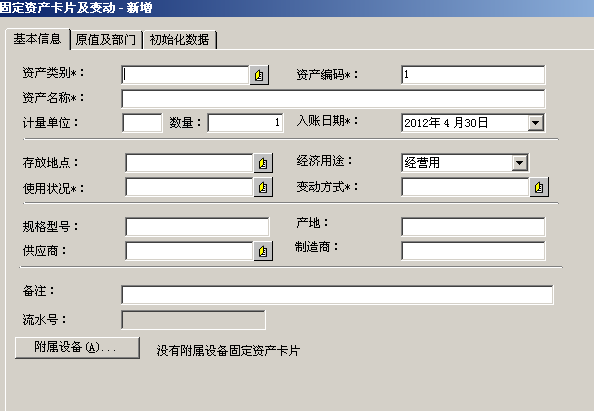 固定资产卡片及变动 - 新增
基本信息 原值及部门 初始化数据
资产类别*： 资产编码*： 1
资产名称*：
计量单位： 数量： 1 入账日期*： 2012年 4 月30日
存放地点： 经济用途： 经营用
使用状况*： 变动方式*：
规格型号： 产地：
供应商： 制造商：
备注：
流水号：
附属设备(A)... 没有附属设备固定资产卡片